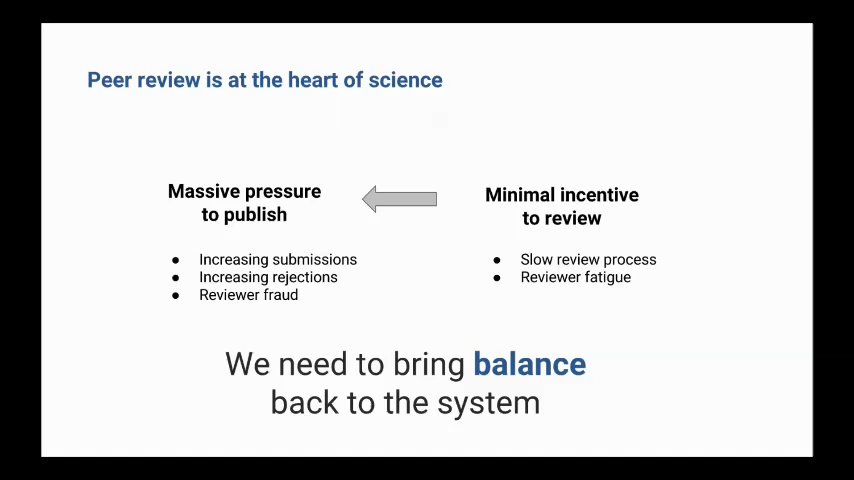 Peer review is at the heart of science
Massive pressure
to publish
● Increasing submissions
● Increasing rejections
● Reviewer fraud
Minimal incentive
to review
● Slow review process
● Reviewer fatigue
We need to bring balance
back to the system